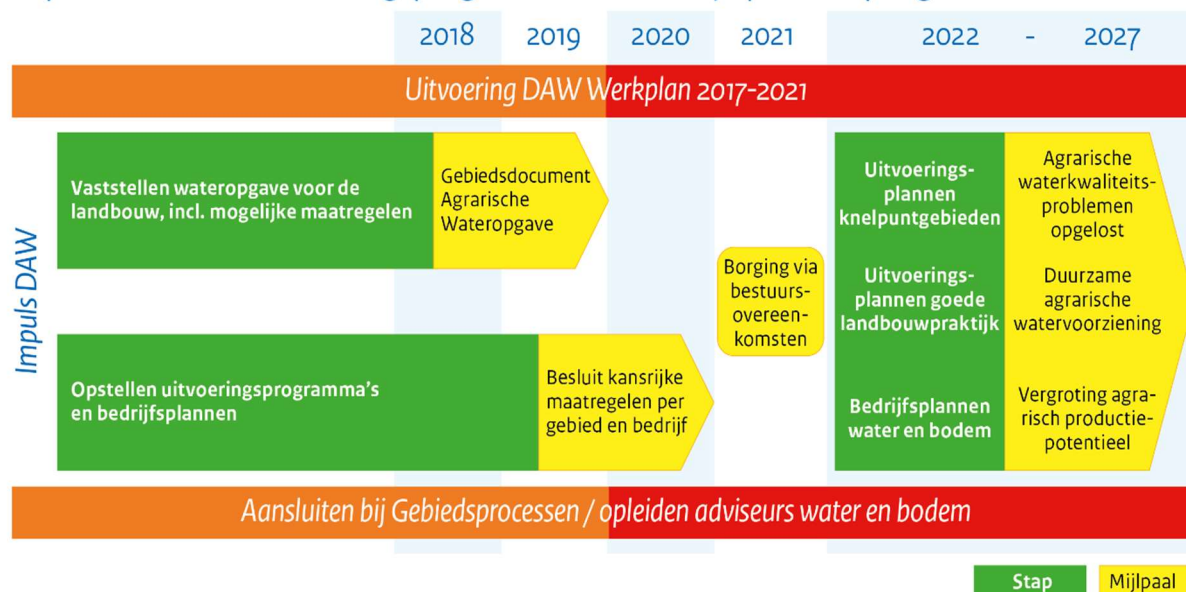 2018 2019 2020 2021 2022 - 2027
Uitvoering DAW Werkplan 2017-2021
Impuls DAW
Vaststellen wateropgave voor de
landbouw, incl. mogelijke maatregelen
Gebiedsdocument
Agrarische
Wateropgave
Opstellen uitvoeringsprogramma's
en bedrijfsplannen
Besluit kansrijke
maatregelen per
gebied en bedrijf
Borging via
bestuurs-
overeen-
komsten
Uitvoerings-
plannen
knelpuntgebieden
Uitvoerings-
plannen goede
landbouwpraktijk
Bedrijfsplannen
water en bodem
Agrarische
waterkwaliteits-
problemen
opgelost
Duurzame
agrarische
watervoorziening
Vergroting agra-
risch productie-
potentieel
Aansluiten bij Gebiedsprocessen / opleiden adviseurs water en bodem
Stap Mijlpaal